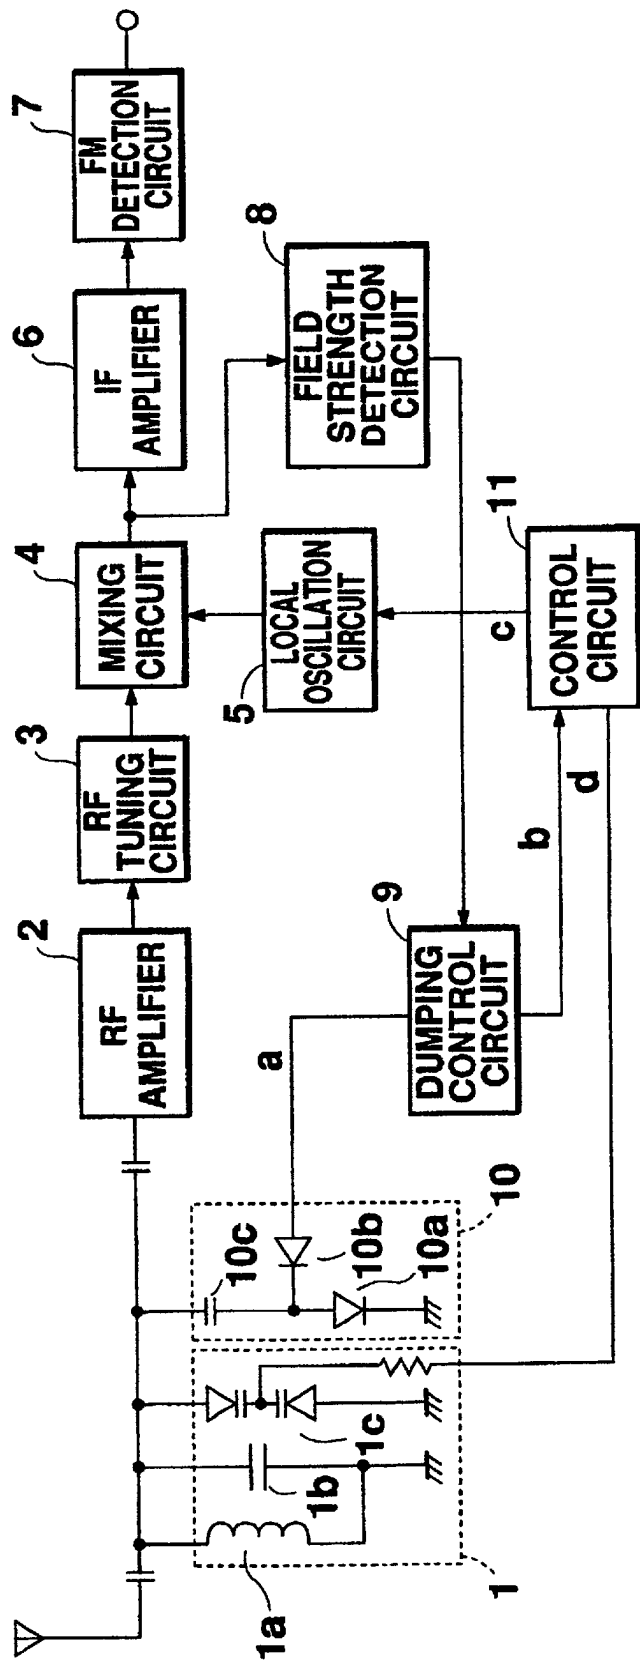 2
RF
AMPLIFIER
3
RF
TUNING
CIRCUIT
4
MIXING
CIRCUIT
6
IF
AMPLIFIER
7
FM
DETECTION
CIRCUIT
5
LOCAL
OSCILLATION
CIRCUIT
8
FIELD
STRENGTH
DETECTION
CIRCUIT
9
DUMPING
CONTROL
CIRCUIT
11
CONTROL
CIRCUIT
a
b
c
d
1
1a
1b
1c
10
10a
10b
10c